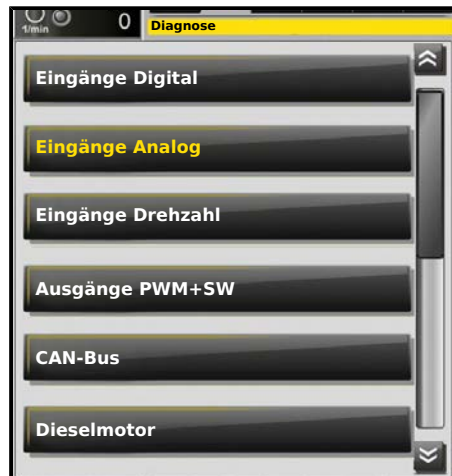 1/min
0
Diagnose
Eingänge Digital
Eingänge Analog
Eingänge Drehzahl
Ausgänge PWM+SW
CAN-Bus
Dieselmotor